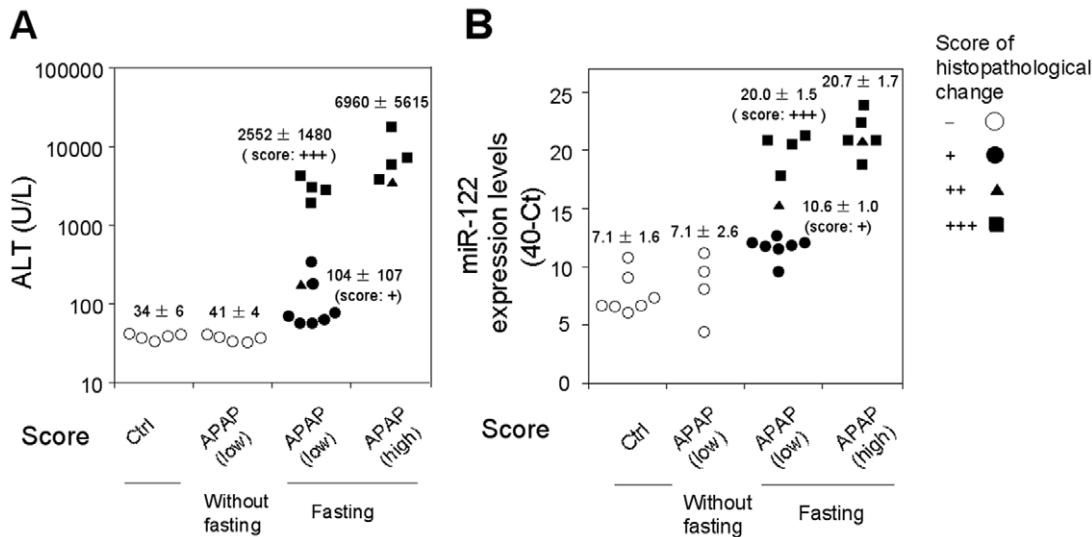 A
100000
10000
1000
100
10
ALT (U/L)
34 ± 6
41 ± 4
2552 ± 1480
( score: +++)
104 ± 107
(score: +)
6960 ± 5615
Score
Ctrl
APAP
(low)
APAP
(low)
APAP
(high)
Without
fasting
Fasting
B
25
20
15
10
5
0
miR-122
expression levels
(40-Ct)
7.1 ± 1.6
7.1 ± 2.6
20.0 ± 1.5
( score: +++)
10.6 ± 1.0
(score: +)
20.7 ± 1.7
Score
Ctrl
APAP
(low)
APAP
(low)
APAP
(high)
Without
fasting
Fasting
Score of
histopathological
change
–
+
++
+++